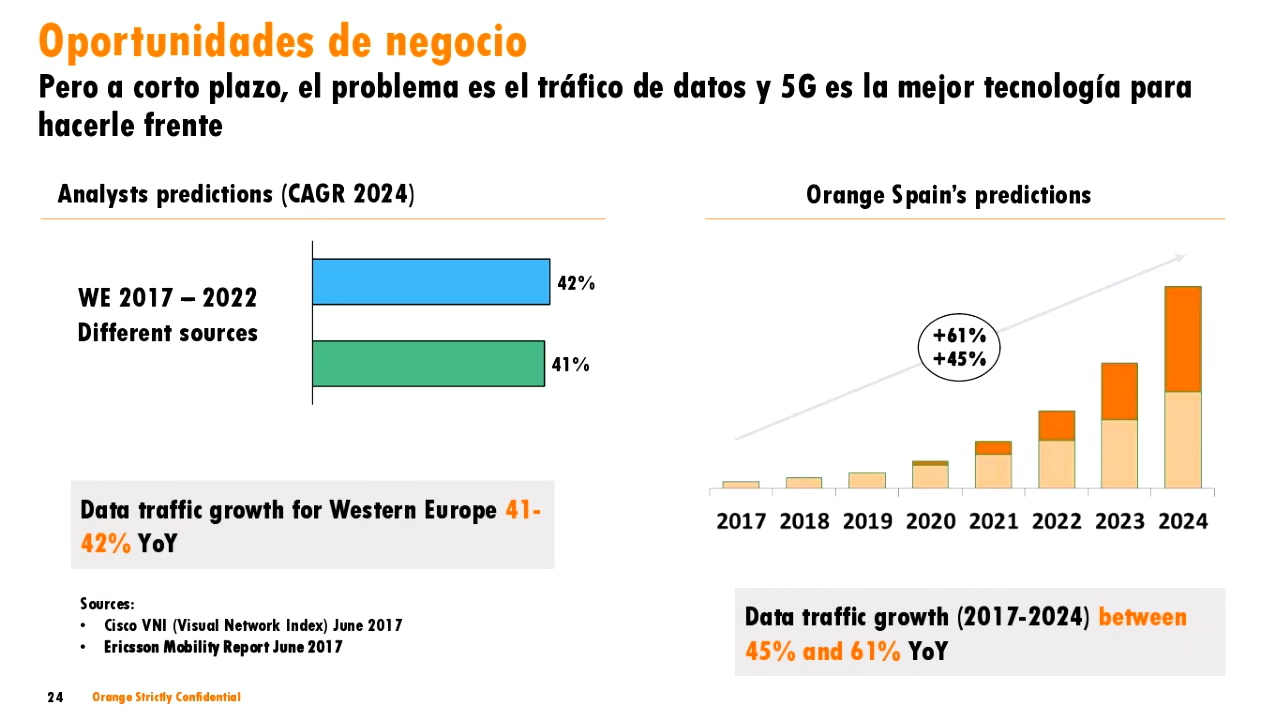 Oportunidades de negocio
Pero a corto plazo, el problema es el tráfico de datos y 5G es la mejor tecnología para
hacerle frente
Analysts predictions (CAGR 2024)
WE 2017 – 2022
Different sources
42%
41%
Data traffic growth for Western Europe 41-
42% YoY
Sources:
• Cisco VNI (Visual Network Index) June 2017
• Ericsson Mobility Report June 2017
Orange Spain’s predictions
+61%
+45%
2017 2018 2019 2020 2021 2022 2023 2024
Data traffic growth (2017-2024) between
45% and 61% YoY
24 Orange Strictly Confidential